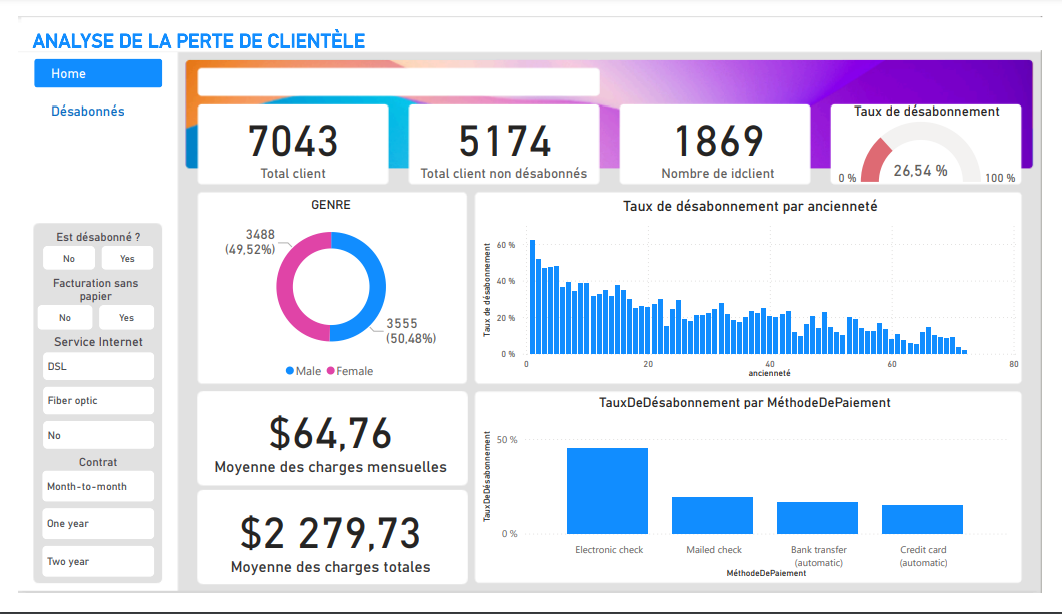 ANALYSE DE LA PERTE DE CLIENTÈLE
Home
Désabonnés
7043
Total client
5174
Total client non désabonnés
1869
Nombre de idclient
Taux de désabonnement
26,54 %
0 %
100 %
Est désabonné ?
No
Yes
Facturation sans
papier
No
Yes
Service Internet
DSL
Fiber optic
No
Contrat
Month-to-month
One year
Two year
GENRE
3488
(49,52%)
3555
(50,48%)
Male
Female
Taux de désabonnement par ancienneté
Taux de désabonnement
60 %
40 %
20 %
0 %
0
20
40
60
80
ancienneté
$64,76
Moyenne des charges mensuelles
$2 279,73
Moyenne des charges totales
TauxDeDésabonnement par MéthodeDePaiement
TauxDeDésabonnement
50 %
0 %
Electronic check
Mailed check
Bank transfer
(automatic)
Credit card
(automatic)
MéthodeDePaiement